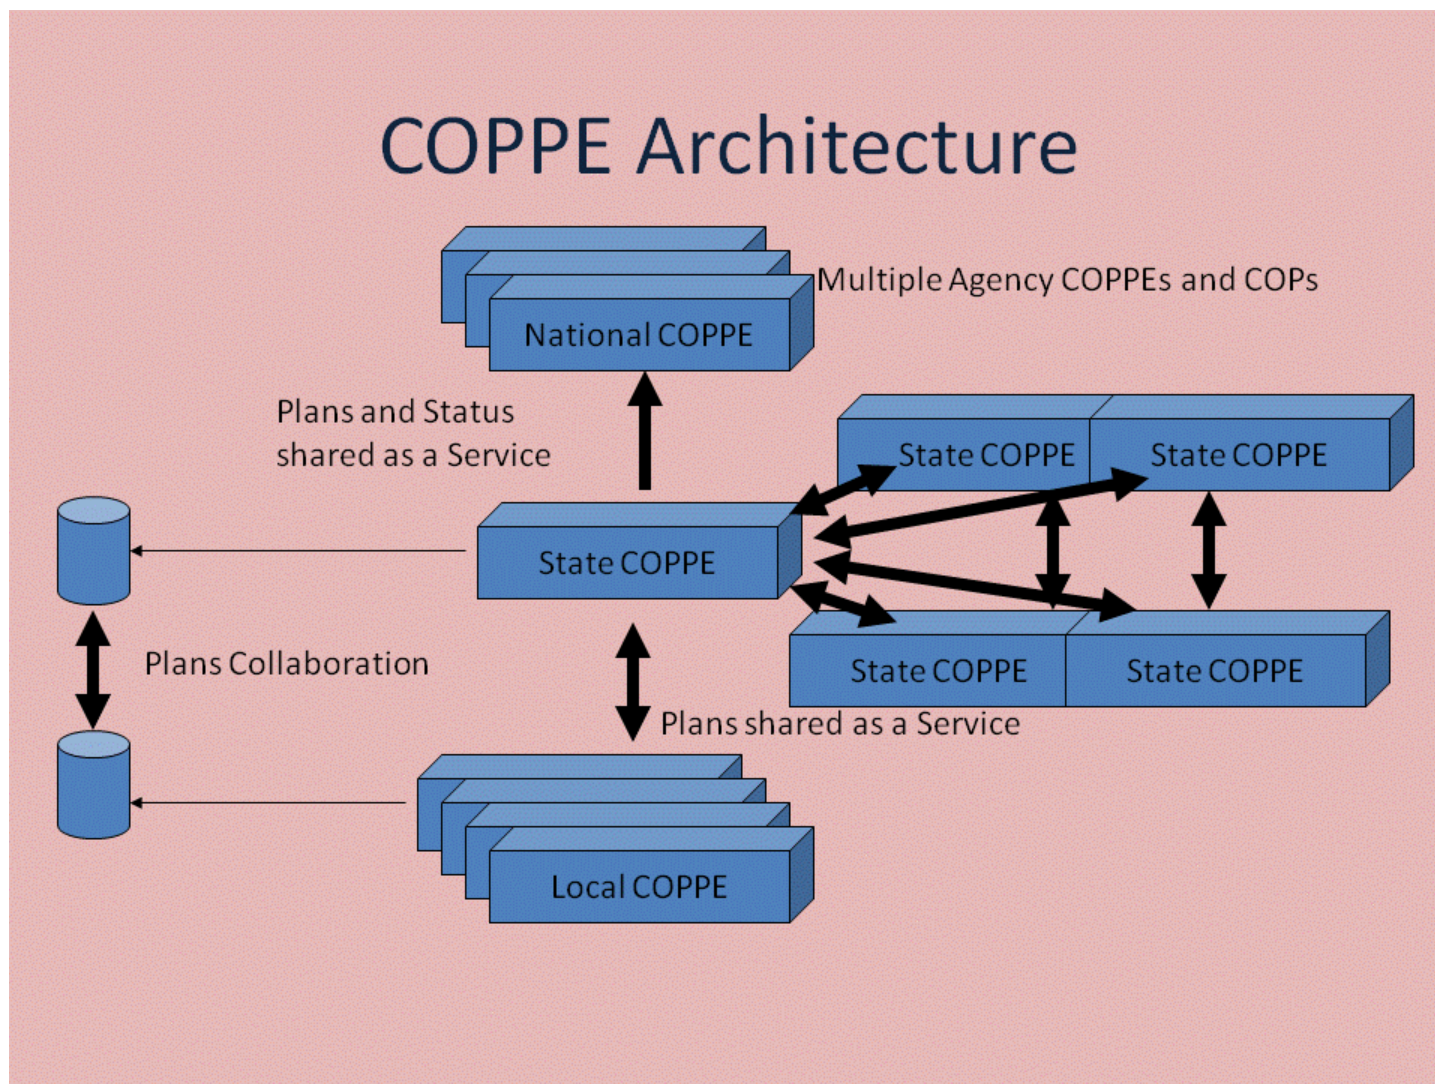 COPPE Architecture
Multiple Agency COPPEs and COPs
National COPPE
Plans and Status
shared as a Service
State COPPE
State COPPE
State COPPE
Plans Collaboration
State COPPE
State COPPE
Plans shared as a Service
Local COPPE